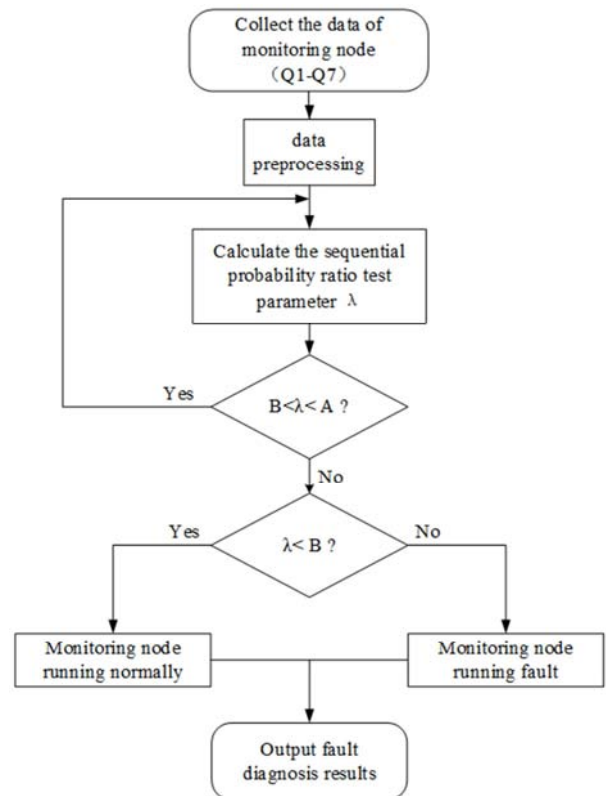 Collect the data of
monitoring node
（Q1-Q7）
data
preprocessing
Calculate the sequential
probability ratio test
parameter λ
Yes
B<λ< A ?
No
Yes
λ< B ?
No
Monitoring node
running normally
Monitoring node
running fault
Output fault
diagnosis results